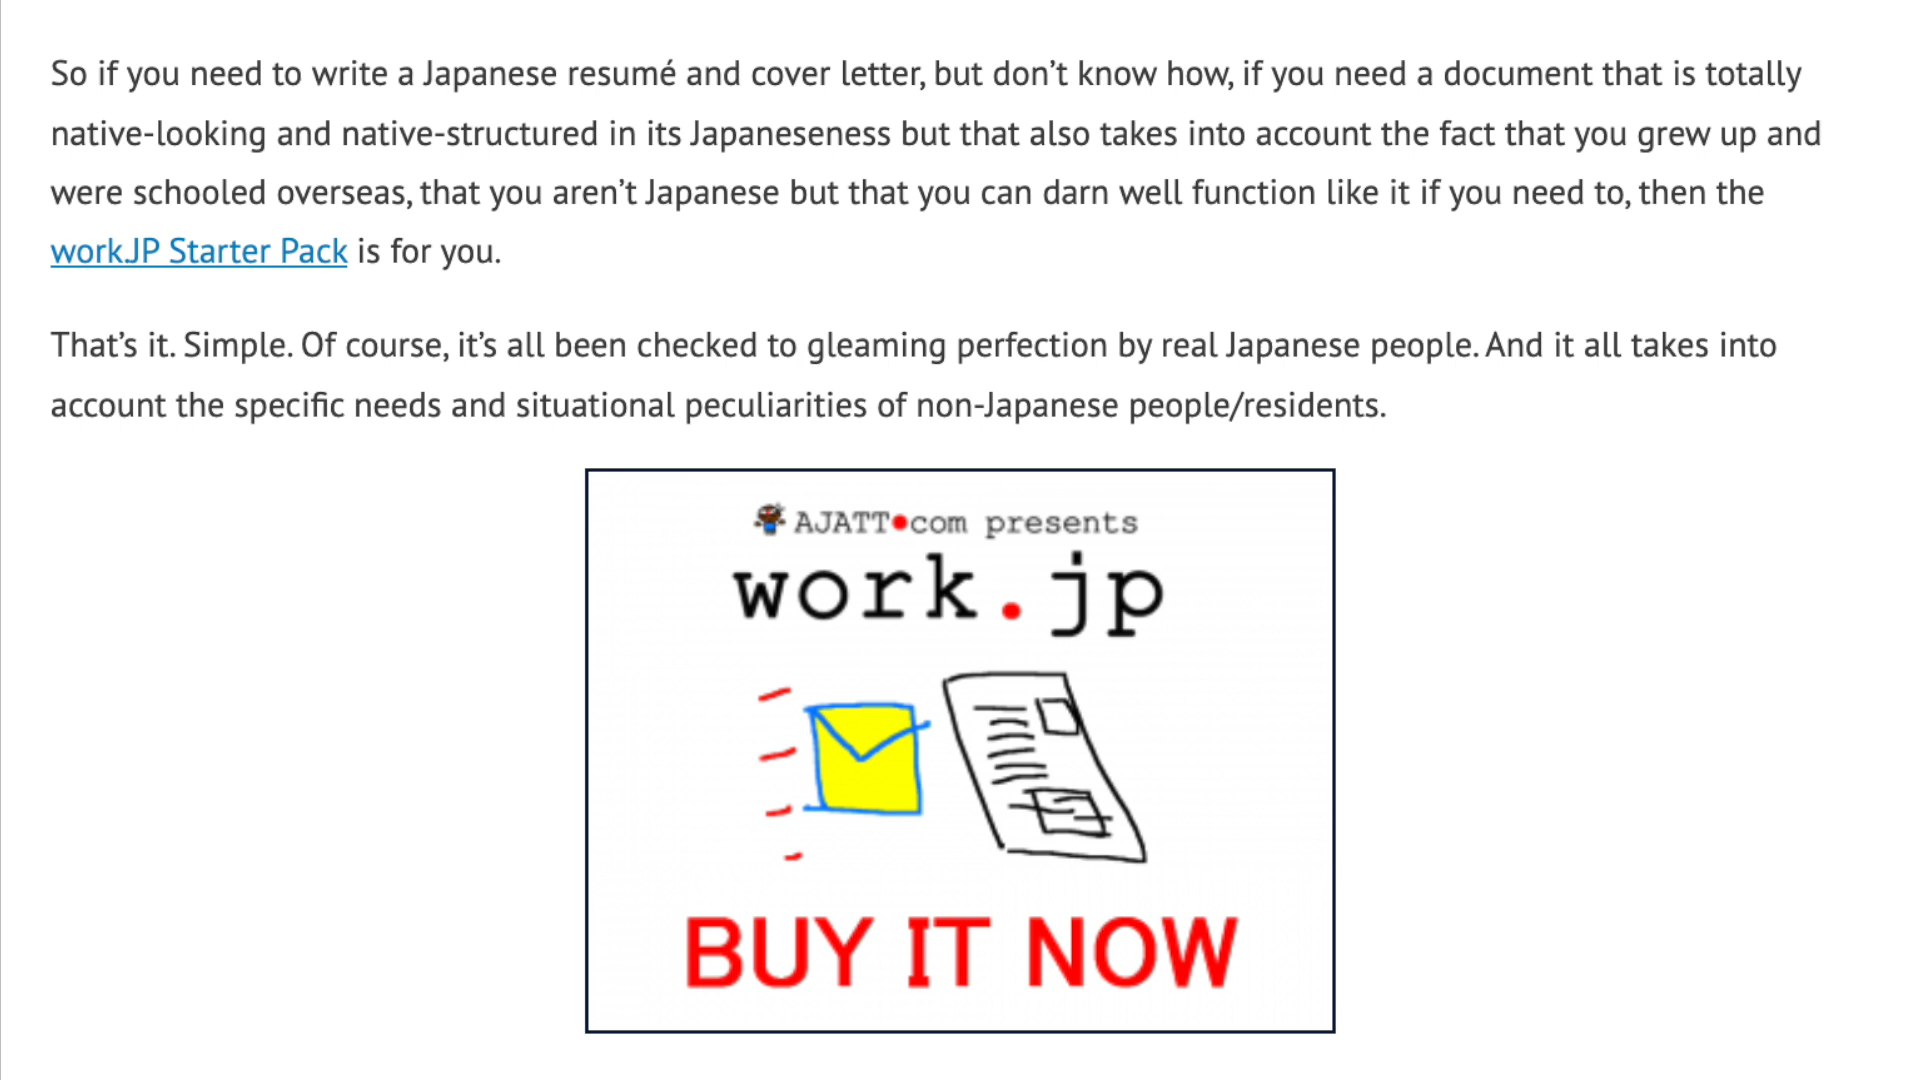 So if you need to write a Japanese resumé and cover letter, but don’t know how, if you need a document that is totally
native-looking and native-structured in its Japaneseness but that also takes into account the fact that you grew up and
were schooled overseas, that you aren’t Japanese but that you can darn well function like it if you need to, then the
work.JP Starter Pack is for you.
That’s it. Simple. Of course, it’s all been checked to gleaming perfection by real Japanese people. And it all takes into
account the specific needs and situational peculiarities of non-Japanese people/residents.
AJATT•com presents
work.jp
BUY IT NOW